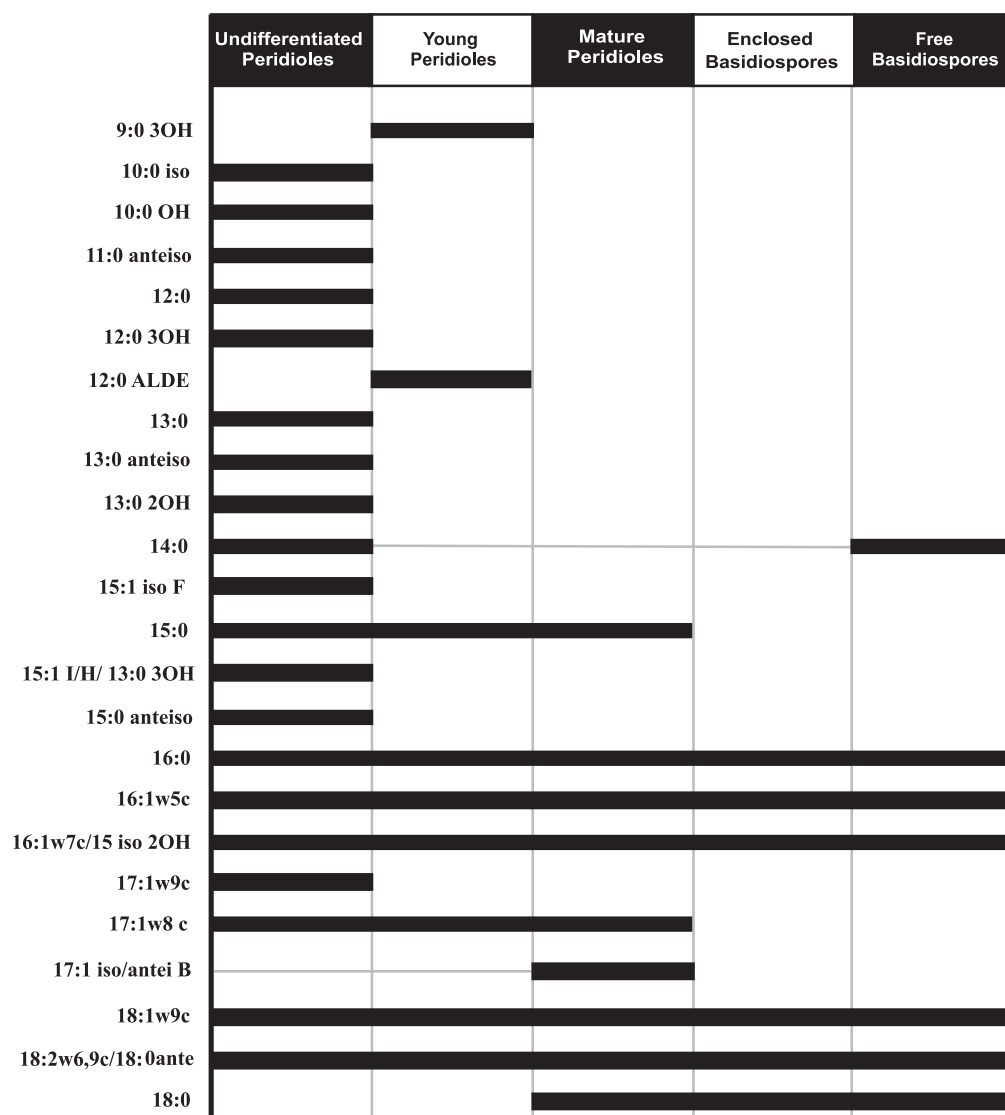 Undifferentiated
Peridioles
Young
Peridioles
Mature
Peridioles
Enclosed
Basidiospores
Free
Basidiospores
9:0 3OH
10:0 iso
10:0 OH
11:0 anteiso
12:0
12:0 3OH
12:0 ALDE
13:0
13:0 anteiso
13:0 2OH
14:0
15:1 iso F
15:0
15:1 I/H/ 13:0 3OH
15:0 anteiso
16:0
16:1w5c
16:1w7c/15 iso 2OH
17:1w9c
17:1w8 c
17:1 iso/antei B
18:1w9c
18:2w6,9c/18:0ante
18:0